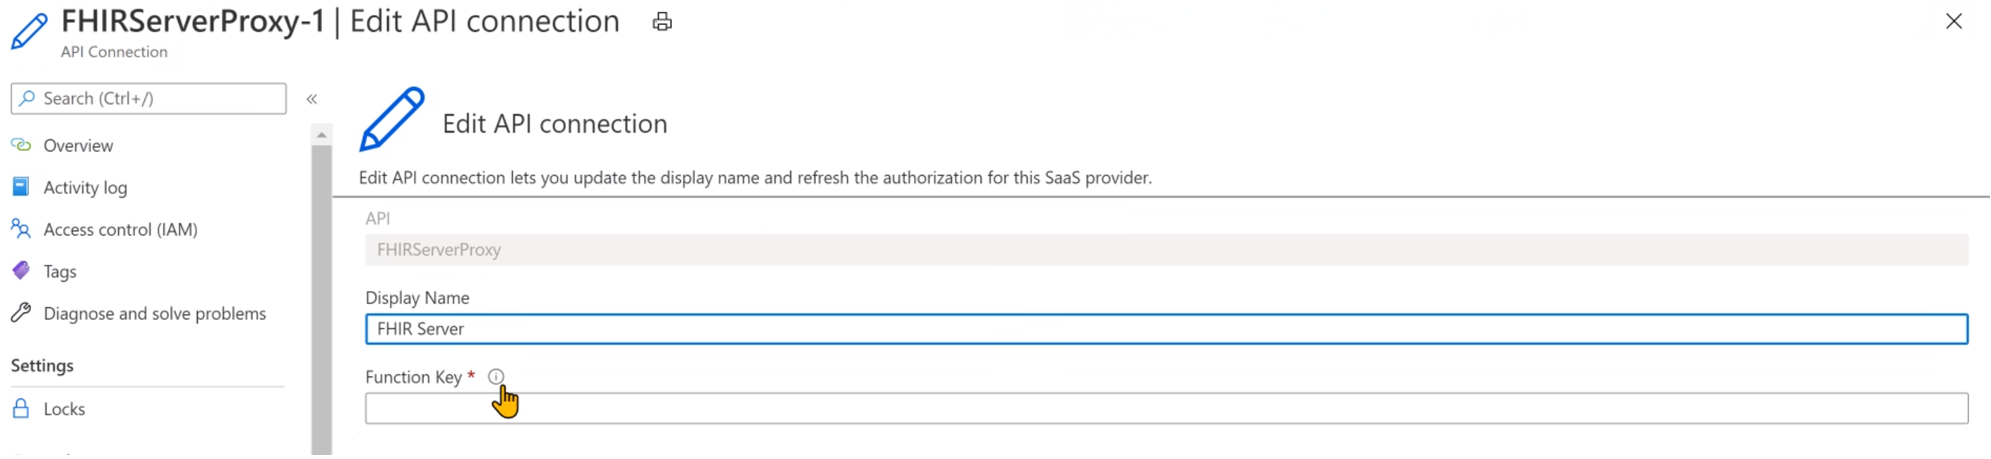 FHIRServerProxy-1 | Edit API connection
API Connection
Search (Ctrl+/)
«
Overview
Activity log
Access control (IAM)
Tags
Diagnose and solve problems
Settings
Locks
Edit API connection
Edit API connection lets you update the display name and refresh the authorization for this SaaS provider.
API
FHIRServerProxy
Display Name
FHIR Server
Function Key *